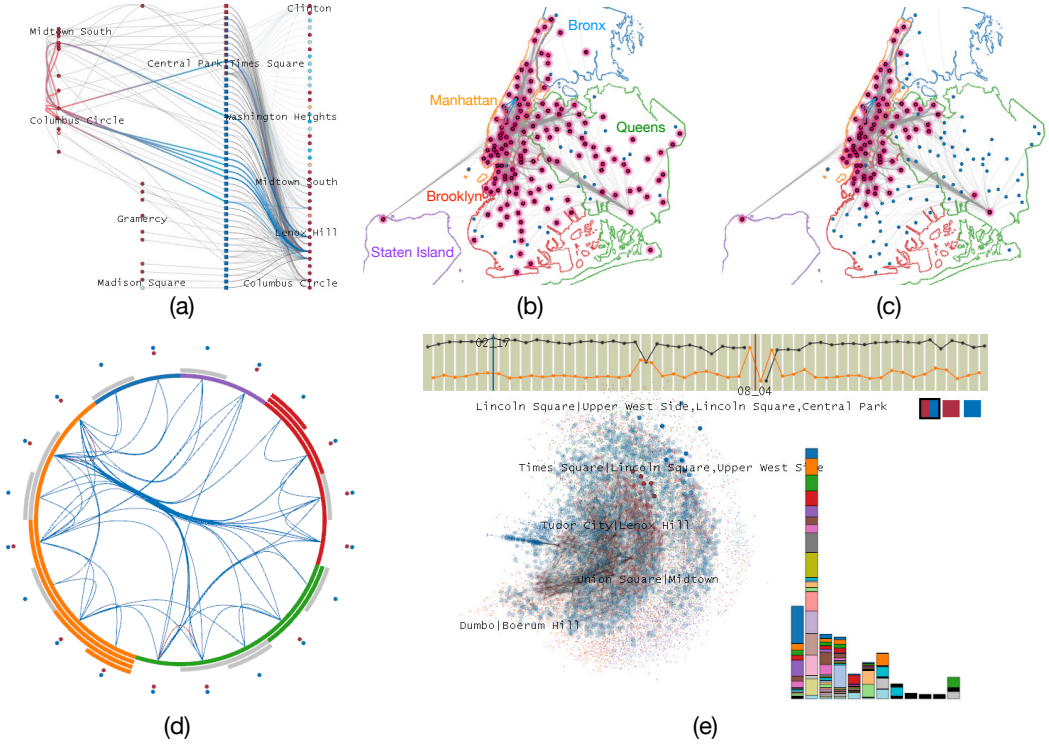 Clinton
Midtown South
Central Park Times Square
Washington Heights
Columbus Circle
Midtown South
Gramercy
Lenox Hill
Madison Square
Columbus Circle
(a)
Bronx
Manhattan
Queens
Brooklyn
Staten Island
(b)
(c)
(d)
02_17
08_04
Lincoln Square|Upper West Side,Lincoln Square,Central Park
Times Square|Lincoln Square,Upper West Side
Tudor City|Lenox Hill
Union Square|Midtown
Dumbo|Boerum Hill
(e)